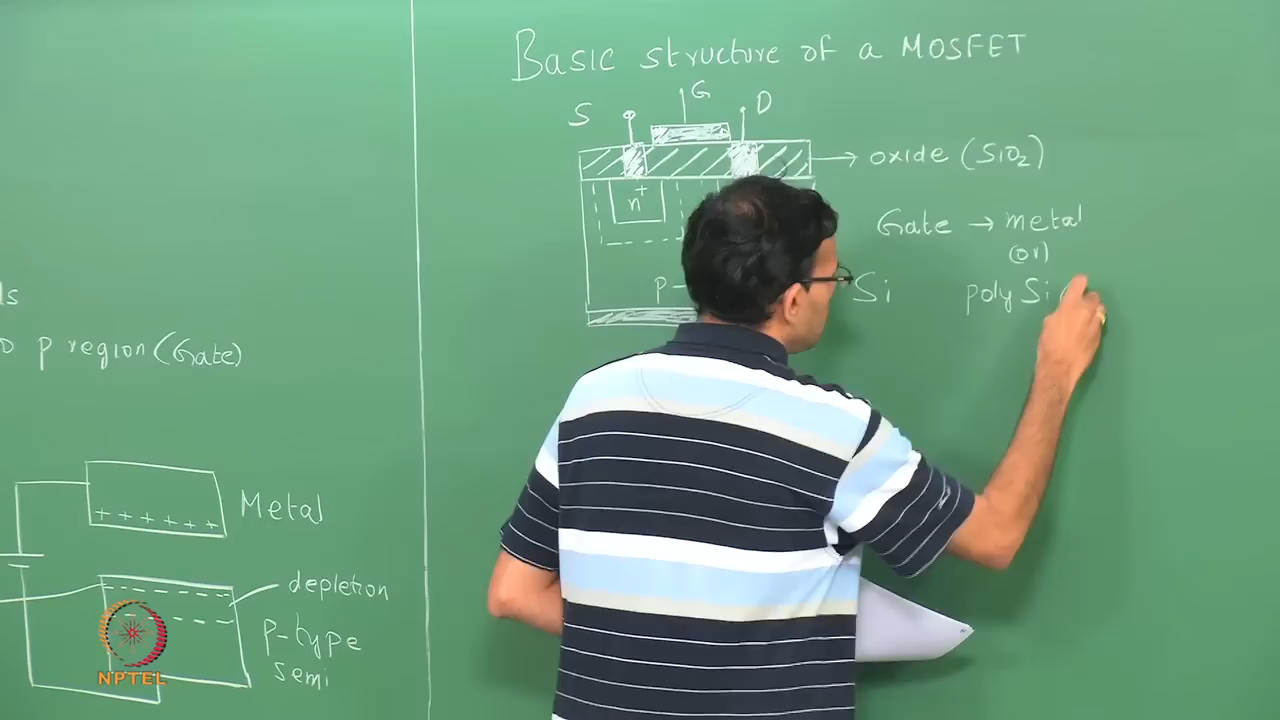 Basic structure of a MOSFET
S G D
oxide (SiO2)
n+
Gate → metal
(or)
p- Si poly Si (
p region (Gate)
+ + + + + +
Metal
depletion
p-type
semi
NPTEL